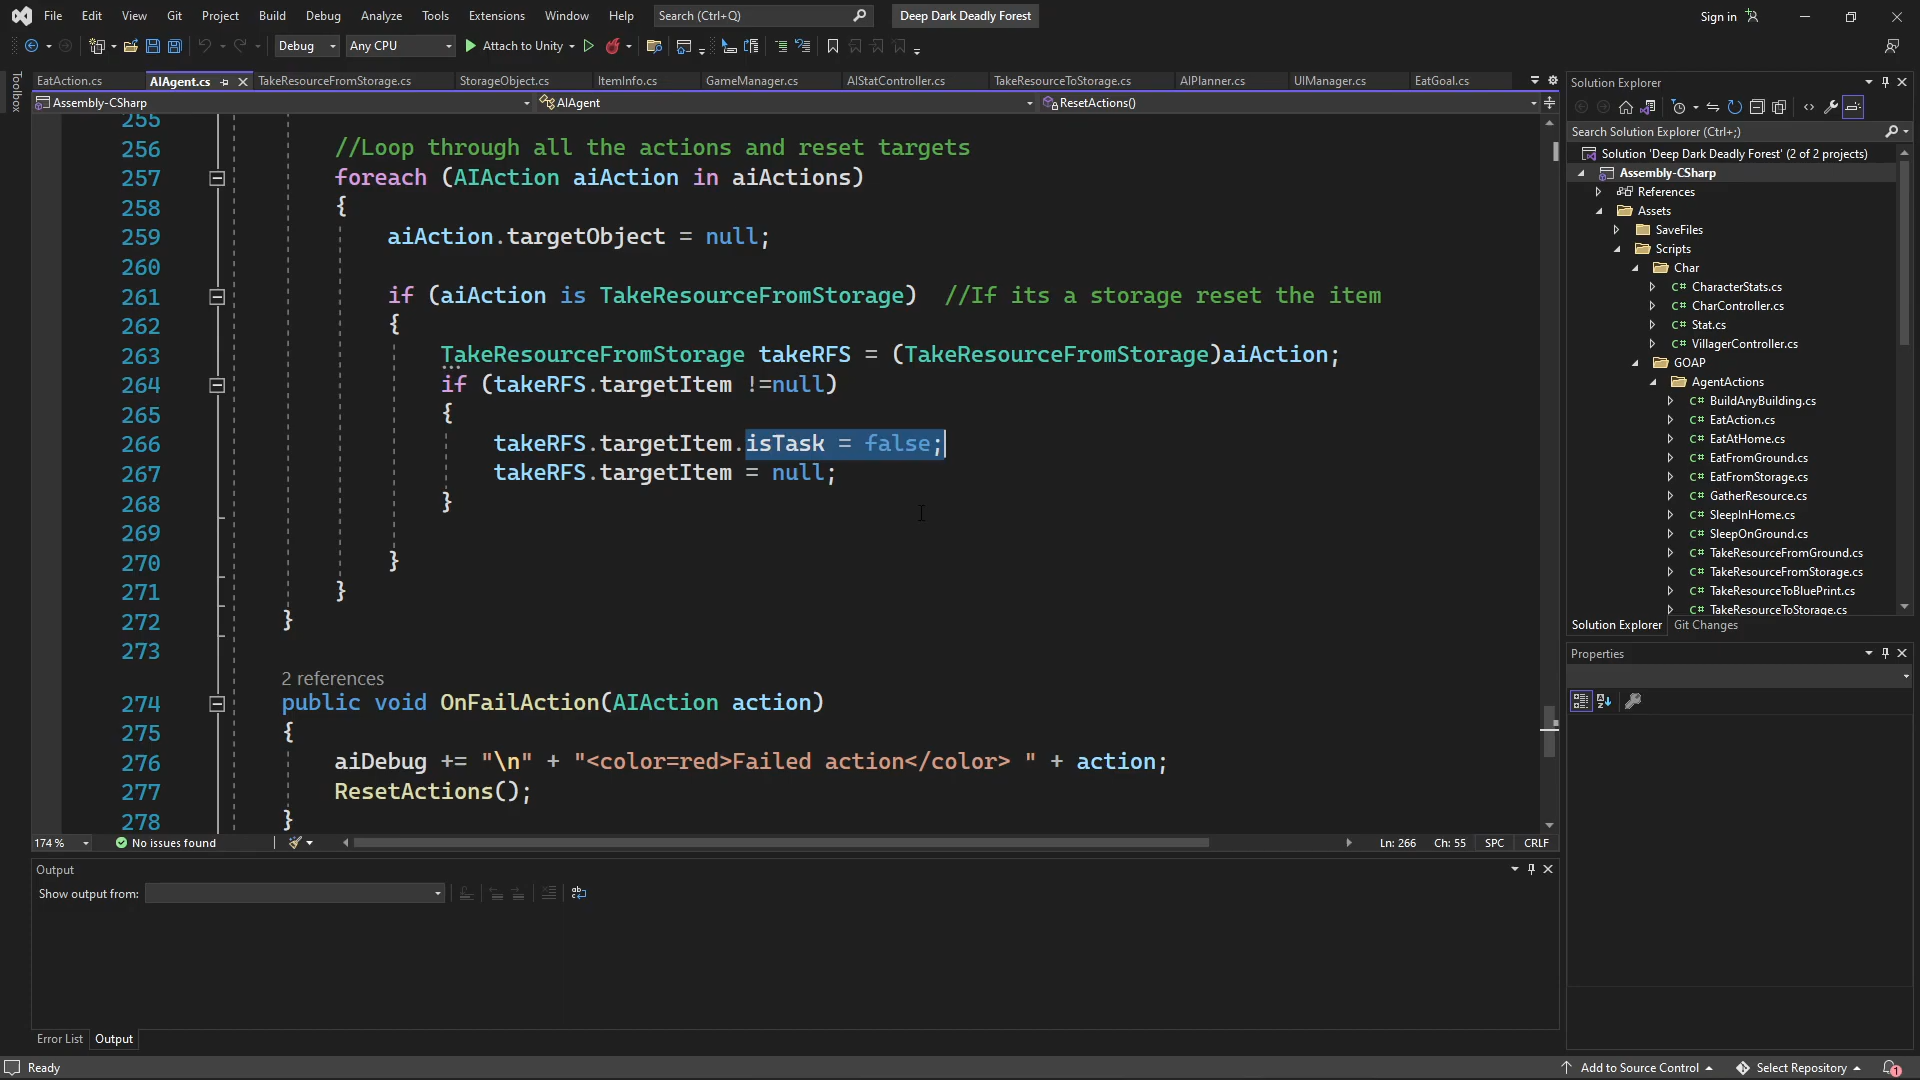 File Edit View Git Project Build Debug Analyze Tools Extensions Window Help Search (Ctrl+Q) Deep Dark Deadly Forest Sign in
Debug Any CPU Attach to Unity
Toolbox
EatAction.cs AIAgent.cs TakeResourceFromStorage.cs StorageObject.cs ItemInfo.cs GameManager.cs AIStatController.cs TakeResourceToStorage.cs AIPlanner.cs UIManager.cs EatGoal.cs
Assembly-CSharp AIAgent ResetActions()
255
256 //Loop through all the actions and reset targets
257 foreach (AIAction aiAction in aiActions)
258 {
259 aiAction.targetObject = null;
260
261 if (aiAction is TakeResourceFromStorage) //If its a storage reset the item
262 {
263 TakeResourceFromStorage takeRFS = (TakeResourceFromStorage)aiAction;
264 if (takeRFS.targetItem !=null)
265 {
266 takeRFS.targetItem.isTask = false;
267 takeRFS.targetItem = null;
268 }
269
270 }
271 }
272 }
273
2 references
274 public void OnFailAction(AIAction action)
275 {
276 aiDebug += "\n" + "<color=red>Failed action</color> " + action;
277 ResetActions();
278 }
174 % No issues found Ln: 266 Ch: 55 SPC CRLF
Output
Show output from:
Error List Output
Solution Explorer
Search Solution Explorer (Ctrl+;)
Solution 'Deep Dark Deadly Forest' (2 of 2 projects)
Assembly-CSharp
References
Assets
SaveFiles
Scripts
Char
C# CharacterStats.cs
C# CharController.cs
C# Stat.cs
C# VillagerController.cs
GOAP
AgentActions
C# BuildAnyBuilding.cs
C# EatAction.cs
C# EatAtHome.cs
C# EatFromGround.cs
C# EatFromStorage.cs
C# GatherResource.cs
C# SleepInHome.cs
C# SleepOnGround.cs
C# TakeResourceFromGround.cs
C# TakeResourceFromStorage.cs
C# TakeResourceToBluePrint.cs
C# TakeResourceToStorage.cs
Solution Explorer Git Changes
Properties
Ready Add to Source Control Select Repository 1